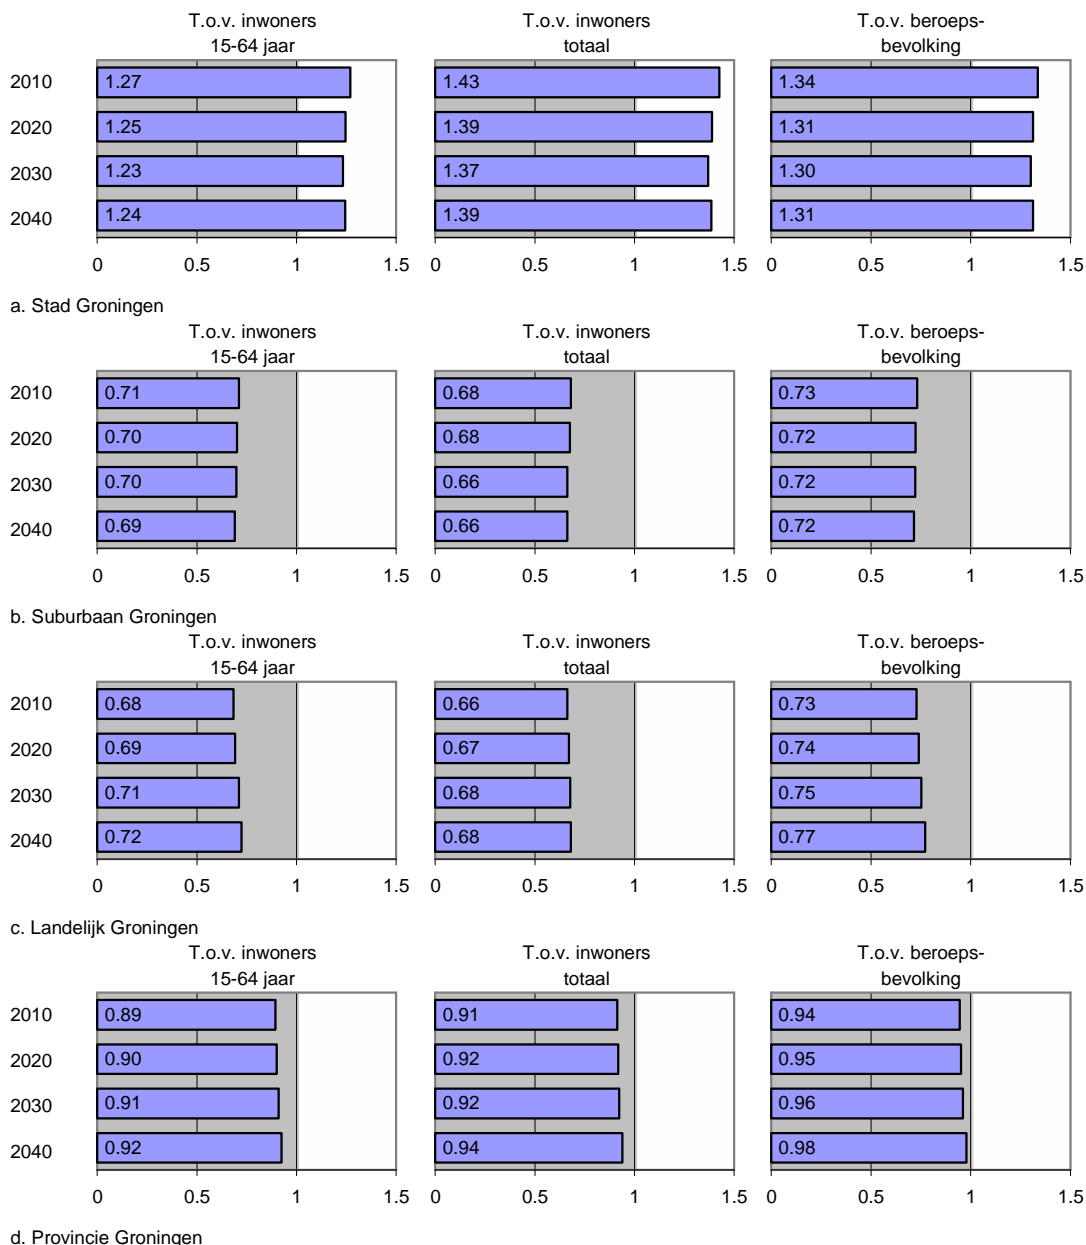 T.o.v. inwoners T.o.v. inwoners T.o.v. beroeps-
15-64 jaar totaal bevolking
2010 1.27 1.43 1.34
2020 1.25 1.39 1.31
2030 1.23 1.37 1.30
2040 1.24 1.39 1.31
0 0.5 1 1.5 0 0.5 1 1.5 0 0.5 1 1.5
a. Stad Groningen
T.o.v. inwoners T.o.v. inwoners T.o.v. beroeps-
15-64 jaar totaal bevolking
2010 0.71 0.68 0.73
2020 0.70 0.68 0.72
2030 0.70 0.66 0.72
2040 0.69 0.66 0.72
0 0.5 1 1.5 0 0.5 1 1.5 0 0.5 1 1.5
b. Suburbaan Groningen
T.o.v. inwoners T.o.v. inwoners T.o.v. beroeps-
15-64 jaar totaal bevolking
2010 0.68 0.66 0.73
2020 0.69 0.67 0.74
2030 0.71 0.68 0.75
2040 0.72 0.68 0.77
0 0.5 1 1.5 0 0.5 1 1.5 0 0.5 1 1.5
c. Landelijk Groningen
T.o.v. inwoners T.o.v. inwoners T.o.v. beroeps-
15-64 jaar totaal bevolking
2010 0.89 0.91 0.94
2020 0.90 0.92 0.95
2030 0.91 0.92 0.96
2040 0.92 0.94 0.98
0 0.5 1 1.5 0 0.5 1 1.5 0 0.5 1 1.5
d. Provincie Groningen